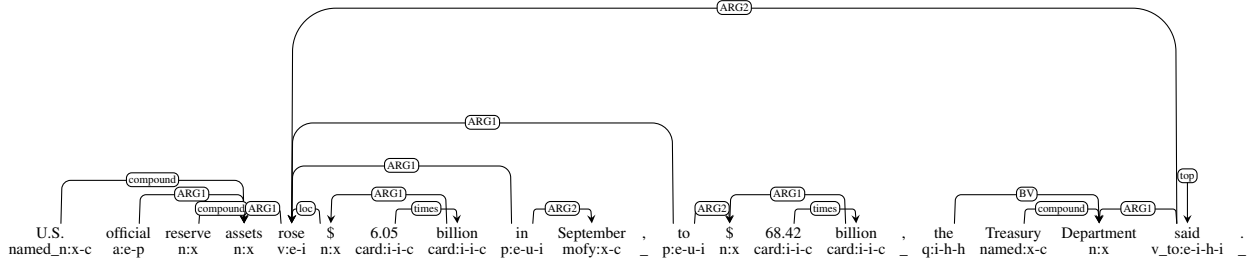 ARG2
ARG1
ARG1
compound top
ARG1 ARG1 ARG1 BV
compound ARG1 loc times ARG2 ARG2 times compound ARG1
U.S. official reserve assets rose $ 6.05 billion in September , to $ 68.42 billion , the Treasury Department said .
named_n:x-c a:e-p n:x n:x v:e-i n:x card:i-i-c card:i-i-c p:e-u-i mofy:x-c _ p:e-u-i n:x card:i-i-c card:i-i-c _ q:i-h-h named:x-c n:x v_to:e-i-h-i _